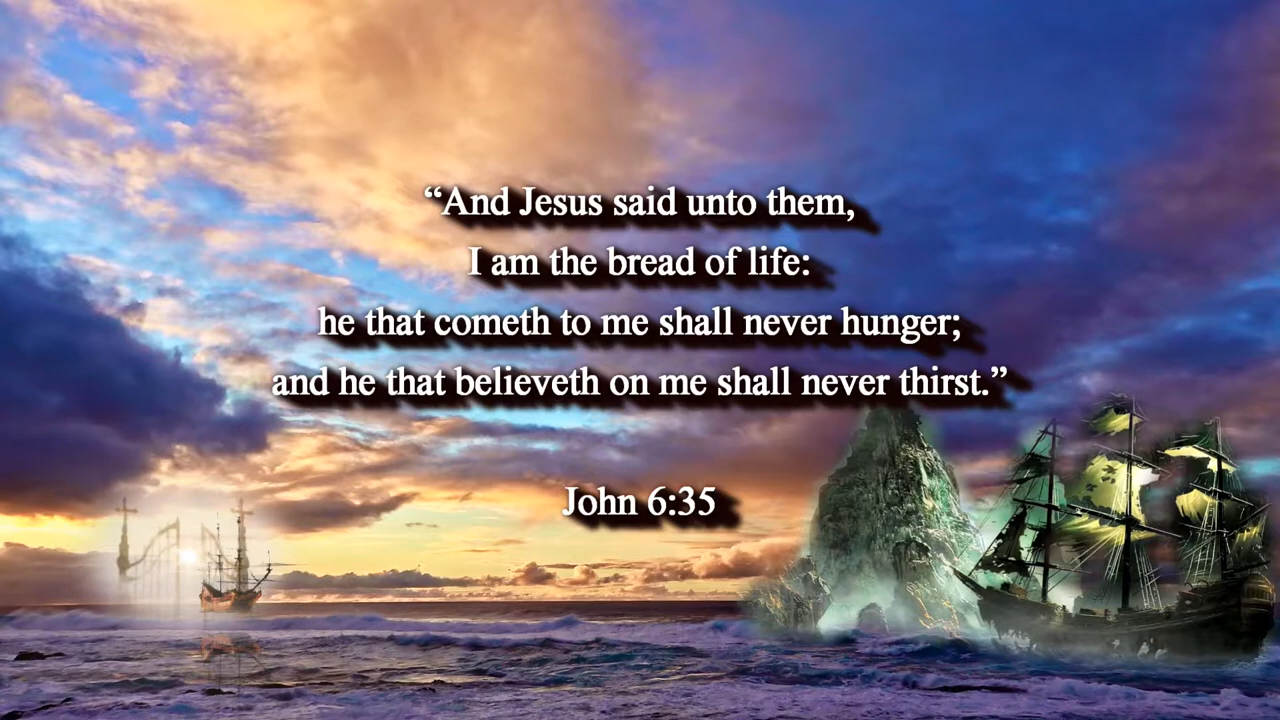 “And Jesus said unto them,
I am the bread of life:
he that cometh to me shall never hunger;
and he that believeth on me shall never thirst.”
John 6:35